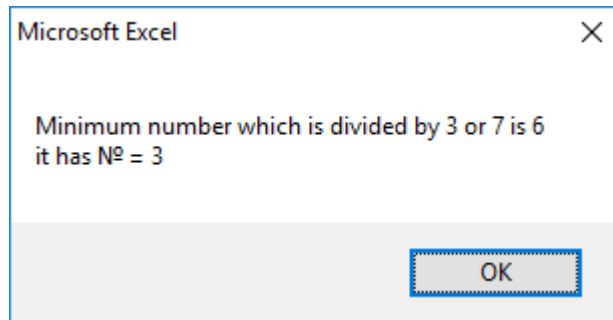 Microsoft Excel
Minimum number which is divided by 3 or 7 is 6
it has № = 3
OK